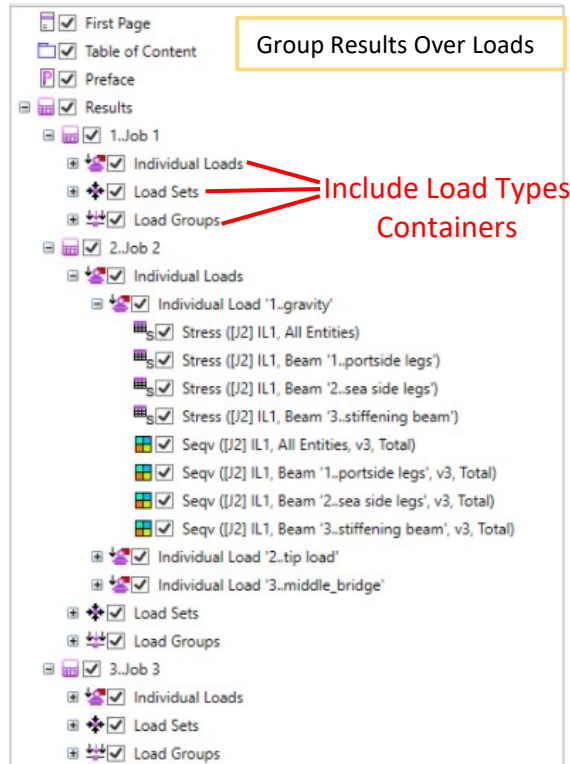 First Page
Group Results Over Loads
Table of Content
P Preface
Results
1..Job 1
Individual Loads
Load Sets
Include Load Types
Containers
Load Groups
2..Job 2
Individual Loads
Individual Load '1..gravity'
S Stress ([J2] IL1, All Entities)
S Stress ([J2] IL1, Beam '1..portside legs')
S Stress ([J2] IL1, Beam '2..sea side legs')
S Stress ([J2] IL1, Beam '3..stiffening beam')
Seqv ([J2] IL1, All Entities, v3, Total)
Seqv ([J2] IL1, Beam '1..portside legs', v3, Total)
Seqv ([J2] IL1, Beam '2..sea side legs', v3, Total)
Seqv ([J2] IL1, Beam '3..stiffening beam', v3, Total)
Individual Load '2..tip load'
Individual Load '3..middle_bridge'
Load Sets
Load Groups
3..Job 3
Individual Loads
Load Sets
Load Groups